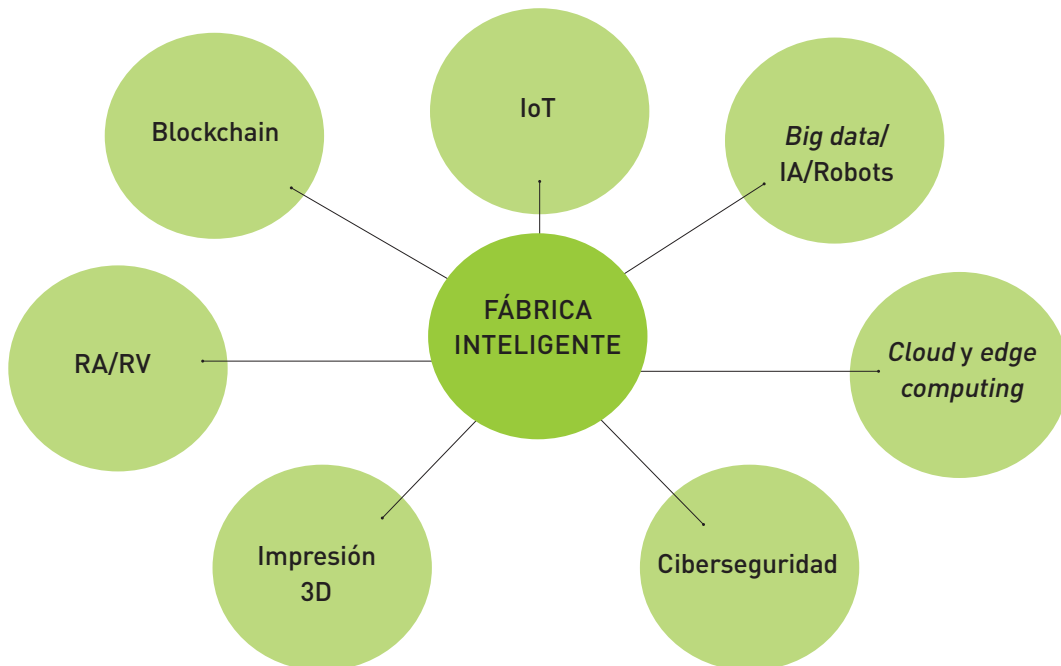 Blockchain
IoT
Big data/
IA/Robots
FÁBRICA
INTELIGENTE
RA/RV
Cloud y edge
computing
Impresión
3D
Ciberseguridad